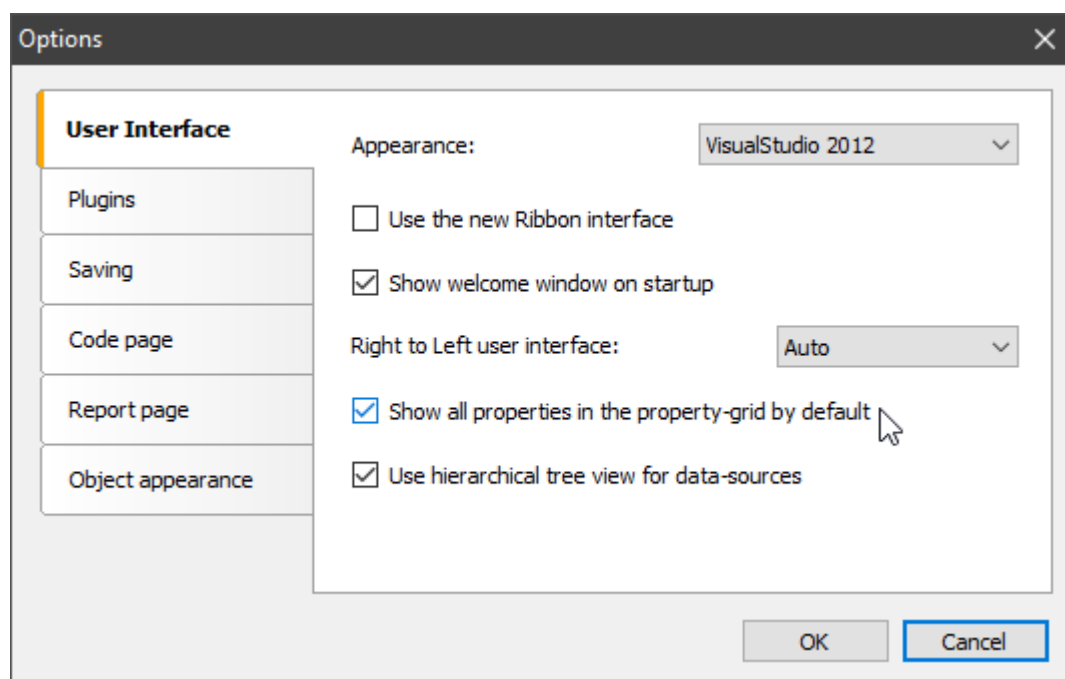 Options
User Interface
Plugins
Saving
Code page
Report page
Object appearance
Appearance: VisualStudio 2012
Use the new Ribbon interface
Show welcome window on startup
Right to Left user interface: Auto
Show all properties in the property-grid by default
Use hierarchical tree view for data-sources
OK Cancel